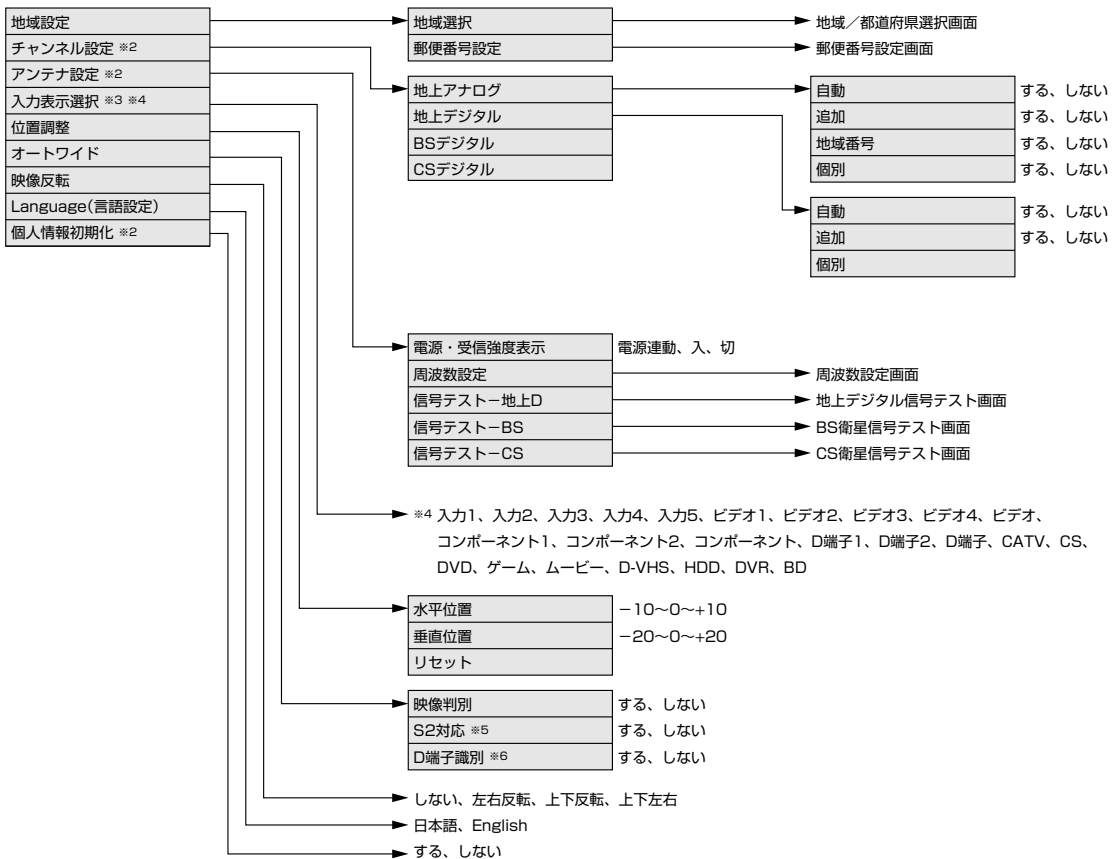 地域設定
チャンネル設定 ※2
アンテナ設定 ※2
入力表示選択 ※3 ※4
位置調整
オートワイド
映像反転
Language(言語設定)
個人情報初期化 ※2
地域選択
地域／都道府県選択画面
郵便番号設定
郵便番号設定画面
地上アナログ
地上デジタル
BSデジタル
CSデジタル
自動 する、しない
追加 する、しない
地域番号 する、しない
個別 する、しない
自動 する、しない
追加 する、しない
個別
電源・受信強度表示 電源連動、入、切
周波数設定 周波数設定画面
信号テスト－地上D 地上デジタル信号テスト画面
信号テスト－BS BS衛星信号テスト画面
信号テスト－CS CS衛星信号テスト画面
※4 入力1、入力2、入力3、入力4、入力5、ビデオ1、ビデオ2、ビデオ3、ビデオ4、ビデオ、
コンポーネント1、コンポーネント2、コンポーネント、D端子1、D端子2、D端子、CATV、CS、
DVD、ゲーム、ムービー、D-VHS、HDD、DVR、BD
水平位置 －10～0～+10
垂直位置 －20～0～+20
リセット
映像判別 する、しない
S2対応 ※5 する、しない
D端子識別 ※6 する、しない
しない、左右反転、上下反転、上下左右
日本語、English
する、しない